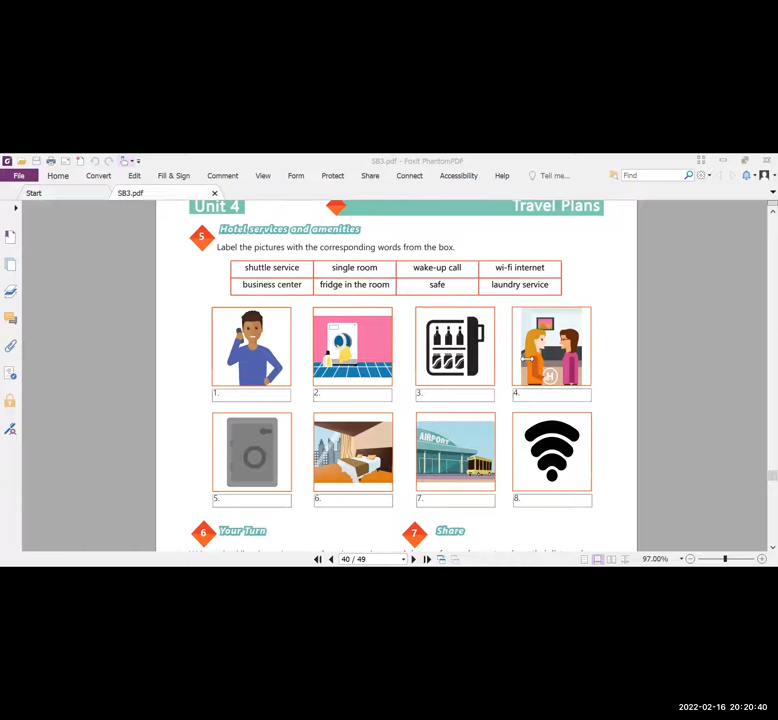 SB3.pdf - Foxit PhantomPDF
File Home Convert Edit Fill & Sign Form Comment View Protect Share Connect Accessibility Help Tell me... Find
Start SB3.pdf
Unit 4 Travel Plans
5 Hotel services and amenities
Label the pictures with the corresponding words from the box.
shuttle service single room wake-up call wi-fi internet
business center fridge in the room safe laundry service
H
1. 2. 3. 4.
AIRPORT
5. 6. 7. 8.
6 Your Turn 7 Share
40 / 49 97.00%
2022-02-16 20:20:40